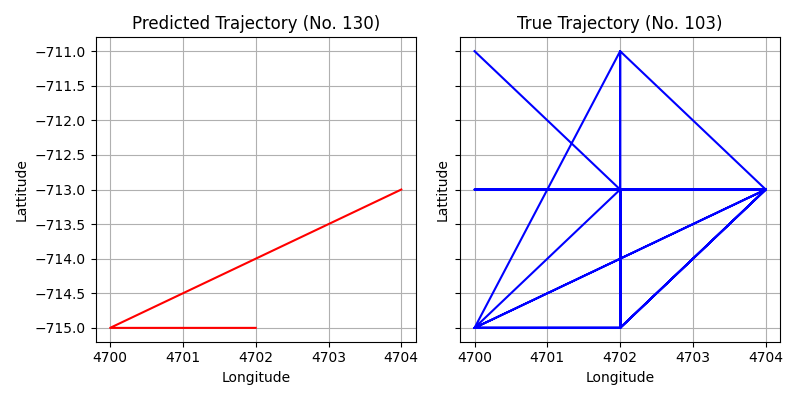 Predicted Trajectory (No. 130)
True Trajectory (No. 103)
Lattitude
−711.0
−711.5
−712.0
−712.5
−713.0
−713.5
−714.0
−714.5
−715.0
4700 4701 4702 4703 4704
Longitude
Lattitude
4700 4701 4702 4703 4704
Longitude